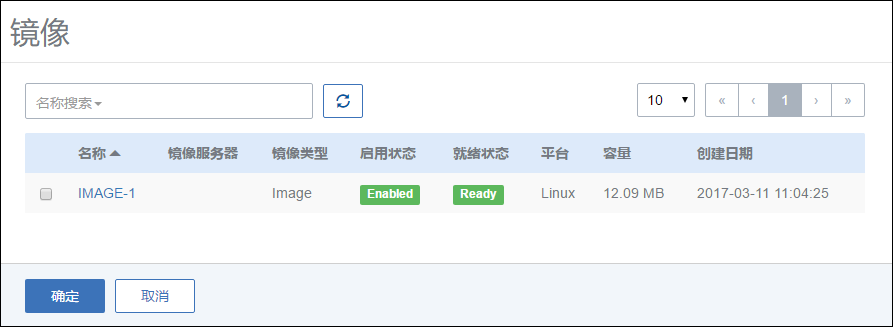 镜像
名称搜索
10 « ‹ 1 › »
名称 镜像服务器 镜像类型 启用状态 就绪状态 平台 容量 创建日期
IMAGE-1 Image Enabled Ready Linux 12.09 MB 2017-03-11 11:04:25
确定 取消